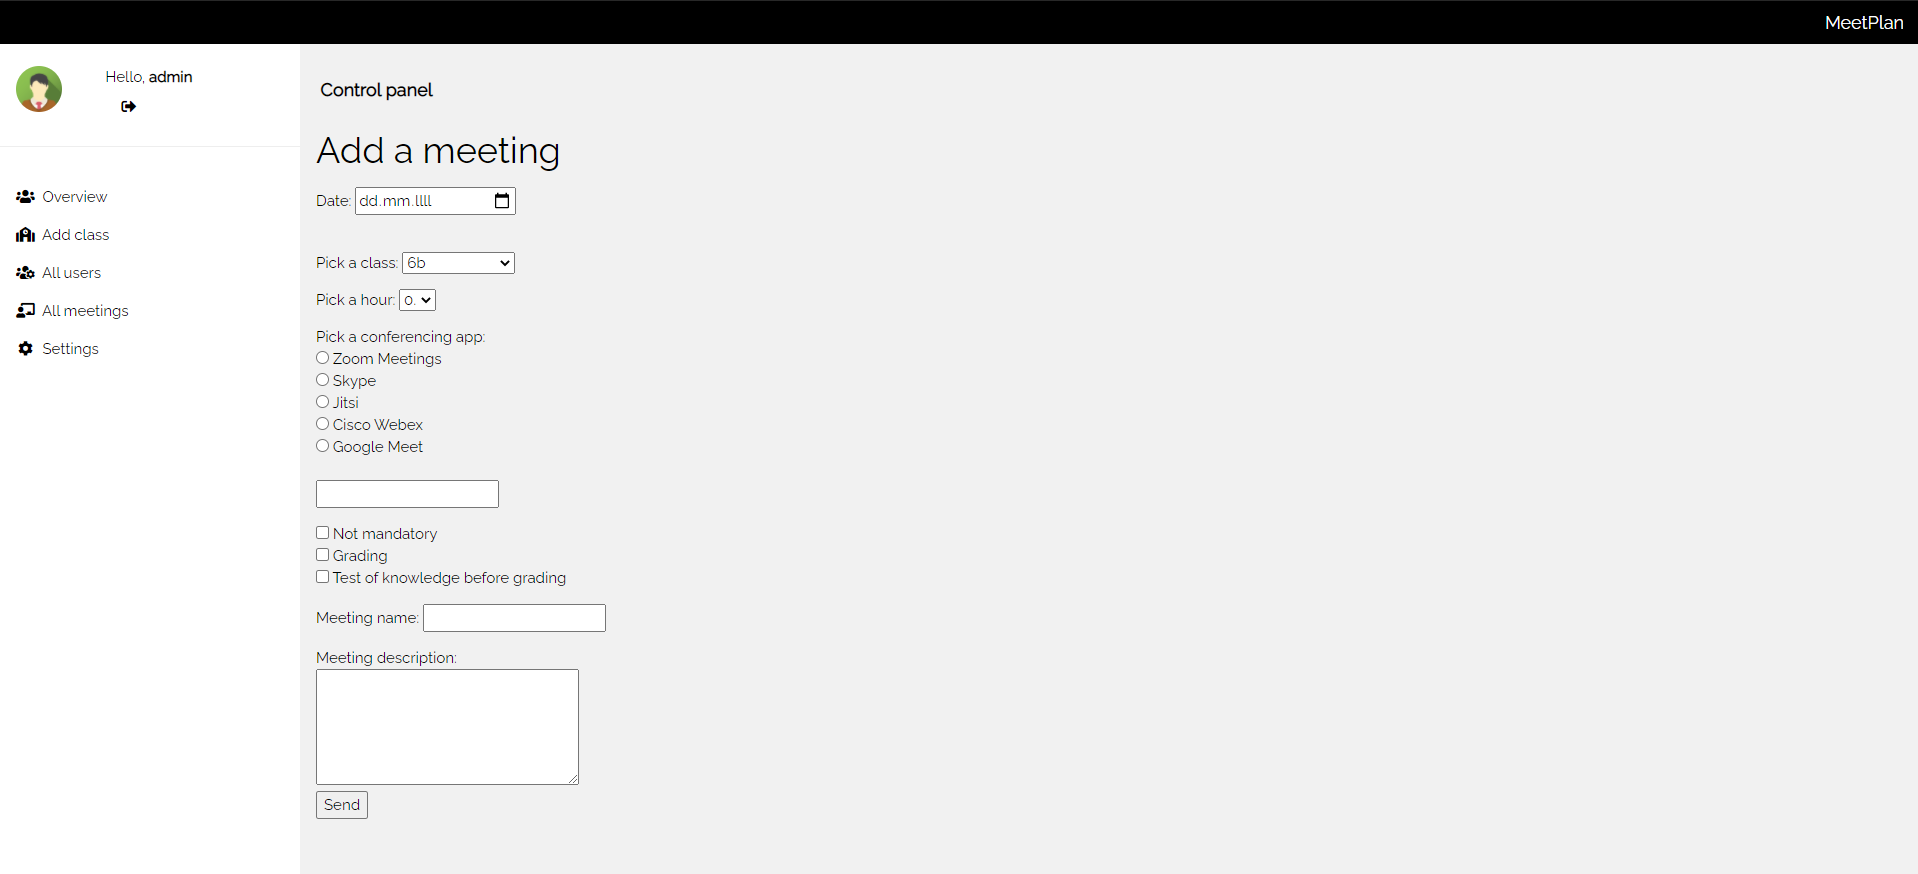 MeetPlan
Hello, admin
Overview
Add class
All users
All meetings
Settings
Control panel
Add a meeting
Date: dd.mm.llll
Pick a class: 6b
Pick a hour: 0.
Pick a conferencing app:
Zoom Meetings
Skype
Jitsi
Cisco Webex
Google Meet
Not mandatory
Grading
Test of knowledge before grading
Meeting name:
Meeting description:
Send